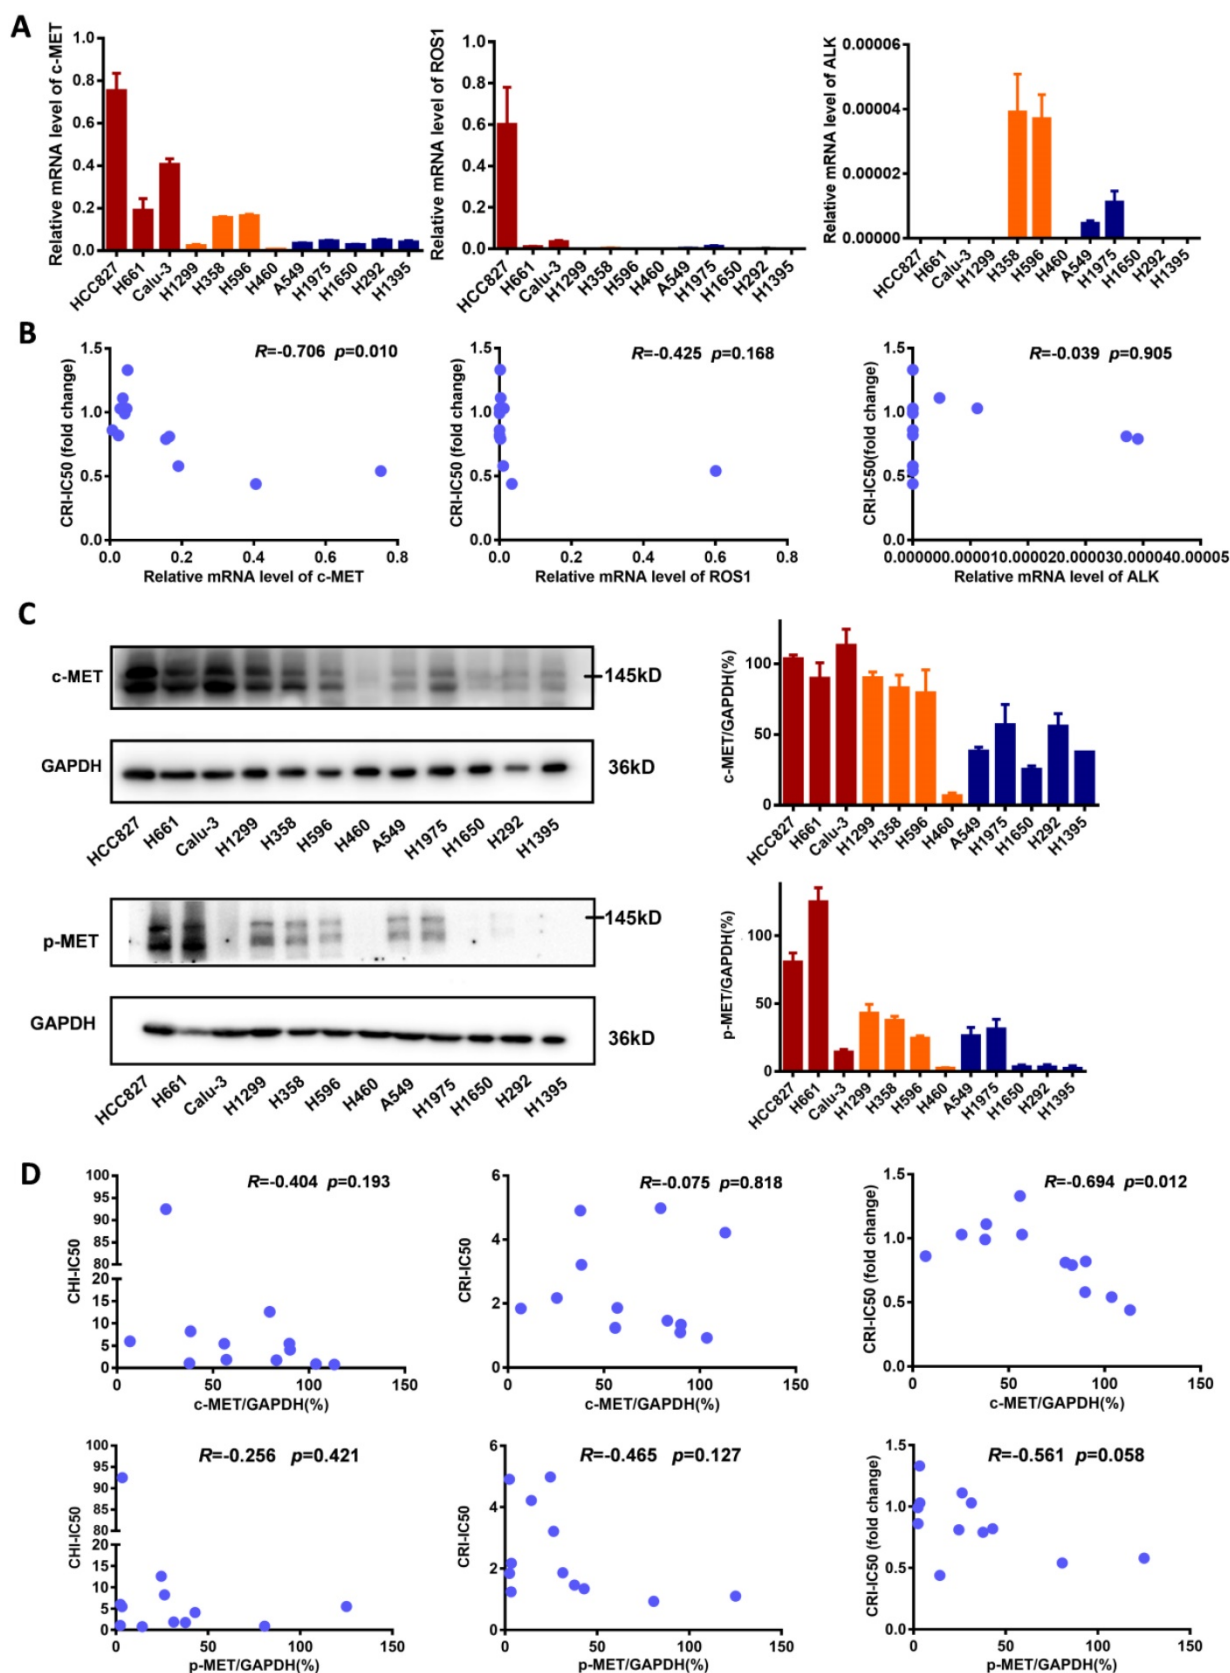 A
Relative mRNA level of c-MET
1.0
0.8
0.6
0.4
0.2
0.0
HCC827
H661
Calu-3
H1299
H358
H596
H460
A549
H1975
H1650
H292
H1395
Relative mRNA level of ROS1
1.0
0.8
0.6
0.4
0.2
0.0
HCC827
H661
Calu-3
H1299
H358
H596
H460
A549
H1975
H1650
H292
H1395
Relative mRNA level of ALK
0.00006
0.00004
0.00002
0.00000
HCC827
H661
Calu-3
H1299
H358
H596
H460
A549
H1975
H1650
H292
H1395
B
R=-0.706 p=0.010
CRI-IC50 (fold change)
1.5
1.0
0.5
0.0
0.0 0.2 0.4 0.6 0.8
Relative mRNA level of c-MET
R=-0.425 p=0.168
CRI-IC50 (fold change)
1.5
1.0
0.5
0.0
0.0 0.2 0.4 0.6 0.8
Relative mRNA level of ROS1
R=-0.039 p=0.905
CRI-IC50(fold change)
1.5
1.0
0.5
0.0
0.000000.000010.000020.000030.000040.00005
Relative mRNA level of ALK
C
c-MET
145kD
GAPDH
36kD
HCC827
H661
Calu-3
H1299
H358
H596
H460
A549
H1975
H1650
H292
H1395
c-MET/GAPDH(%)
100
50
0
HCC827
H661
Calu-3
H1299
H358
H596
H460
A549
H1975
H1650
H292
H1395
p-MET
145kD
GAPDH
36kD
HCC827
H661
Calu-3
H1299
H358
H596
H460
A549
H1975
H1650
H292
H1395
p-MET/GAPDH(%)
100
50
0
HCC827
H661
Calu-3
H1299
H358
H596
H460
A549
H1975
H1650
H292
H1395
D
R=-0.404 p=0.193
CHI-IC50
100
95
90
85
80
20
15
10
5
0
0 50 100 150
c-MET/GAPDH(%)
R=-0.075 p=0.818
CRI-IC50
6
4
2
0
0 50 100 150
c-MET/GAPDH(%)
R=-0.694 p=0.012
CRI-IC50 (fold change)
1.5
1.0
0.5
0.0
0 50 100 150
c-MET/GAPDH(%)
R=-0.256 p=0.421
CHI-IC50
100
95
90
85
80
20
15
10
5
0
0 50 100 150
p-MET/GAPDH(%)
R=-0.465 p=0.127
CRI-IC50
6
4
2
0
0 50 100 150
p-MET/GAPDH(%)
R=-0.561 p=0.058
CRI-IC50 (fold change)
1.5
1.0
0.5
0.0
0 50 100 150
p-MET/GAPDH(%)